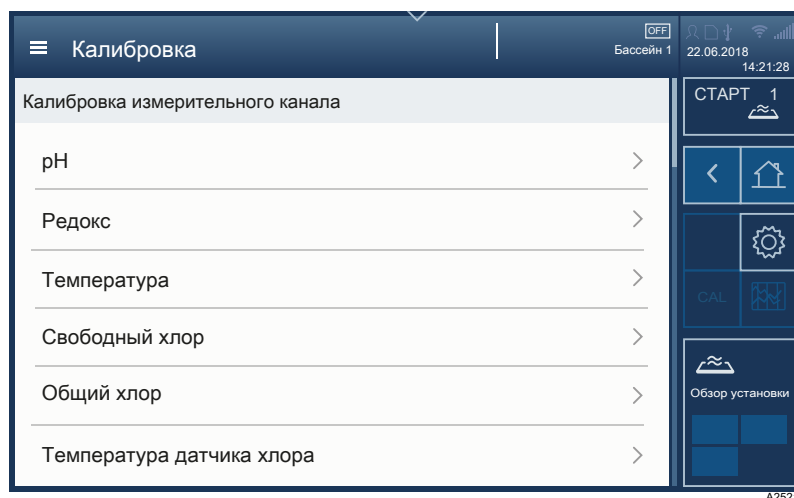 Калибровка
OFF
Бассейн 1
22.06.2018
14:21:28
Калибровка измерительного канала
СТАРТ 1
pH
Редокс
Температура
Свободный хлор
Общий хлор
Температура датчика хлора
CAL
Обзор установки
A252